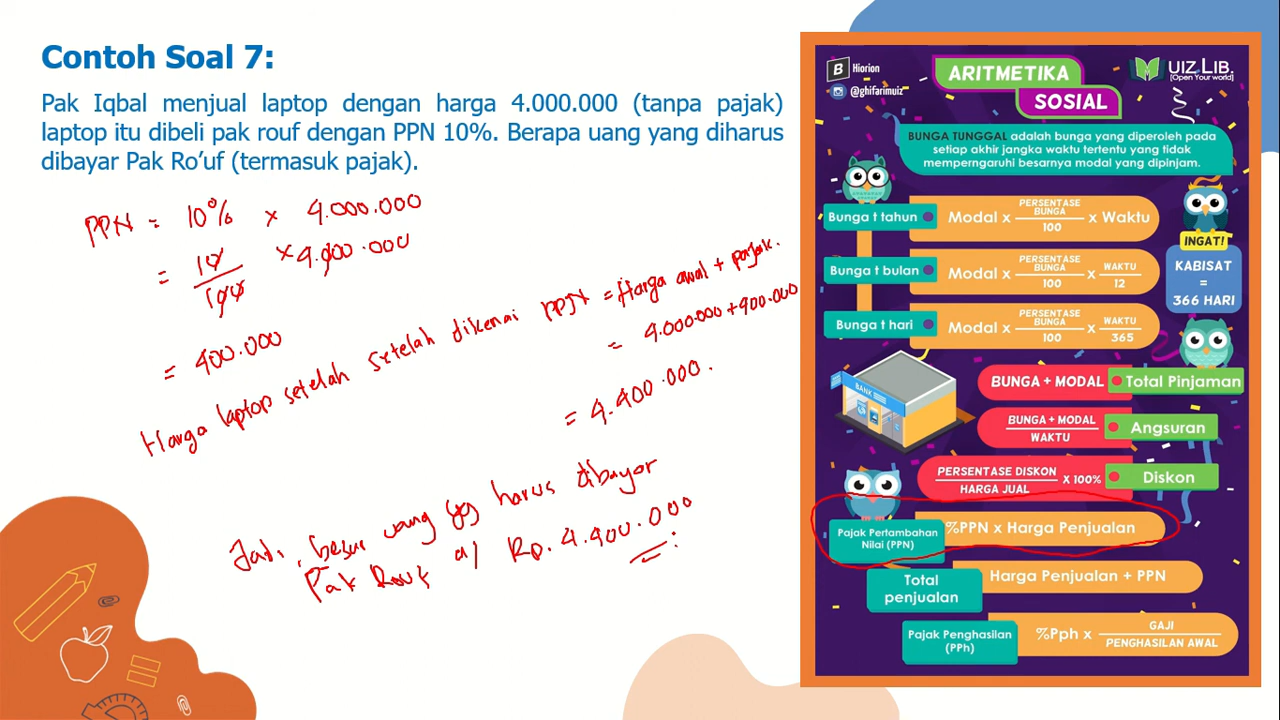 Contoh Soal 7:
Pak Iqbal menjual laptop dengan harga 4.000.000 (tanpa pajak)
laptop itu dibeli pak rouf dengan PPN 10%. Berapa uang yang diharus
dibayar Pak Ro’uf (termasuk pajak).
PPN = 10% x 4.000.000
= 10/100 x 4.000.000
= 400.000
Harga laptop setelah setelah dikenai PPN = Harga awal + pajak.
= 4.000.000 + 400.000
= 4.400.000.
Jadi, besar uang yg harus dibayar
Pak Rouf a/ Rp. 4.400.000
B Hiorion
@ghifarimuiz
ARITMETIKA
SOSIAL
UIZ LIB.
[Open Your world]
BUNGA TUNGGAL adalah bunga yang diperoleh pada
setiap akhir jangka waktu tertentu yang tidak
memperngaruhi besarnya modal yang dipinjam.
Bunga t tahun Modal x PERSENTASE BUNGA/100 x Waktu
Bunga t bulan Modal x PERSENTASE BUNGA/100 x WAKTU/12
Bunga t hari Modal x PERSENTASE BUNGA/100 x WAKTU/365
INGAT!
KABISAT
=
366 HARI
BANK
BUNGA + MODAL Total Pinjaman
BUNGA + MODAL/WAKTU Angsuran
PERSENTASE DISKON/HARGA JUAL X 100% Diskon
Pajak Pertambahan
Nilai (PPN)
%PPN x Harga Penjualan
Total
penjualan
Harga Penjualan + PPN
Pajak Penghasilan
(PPh)
%Pph x GAJI/PENGHASILAN AWAL